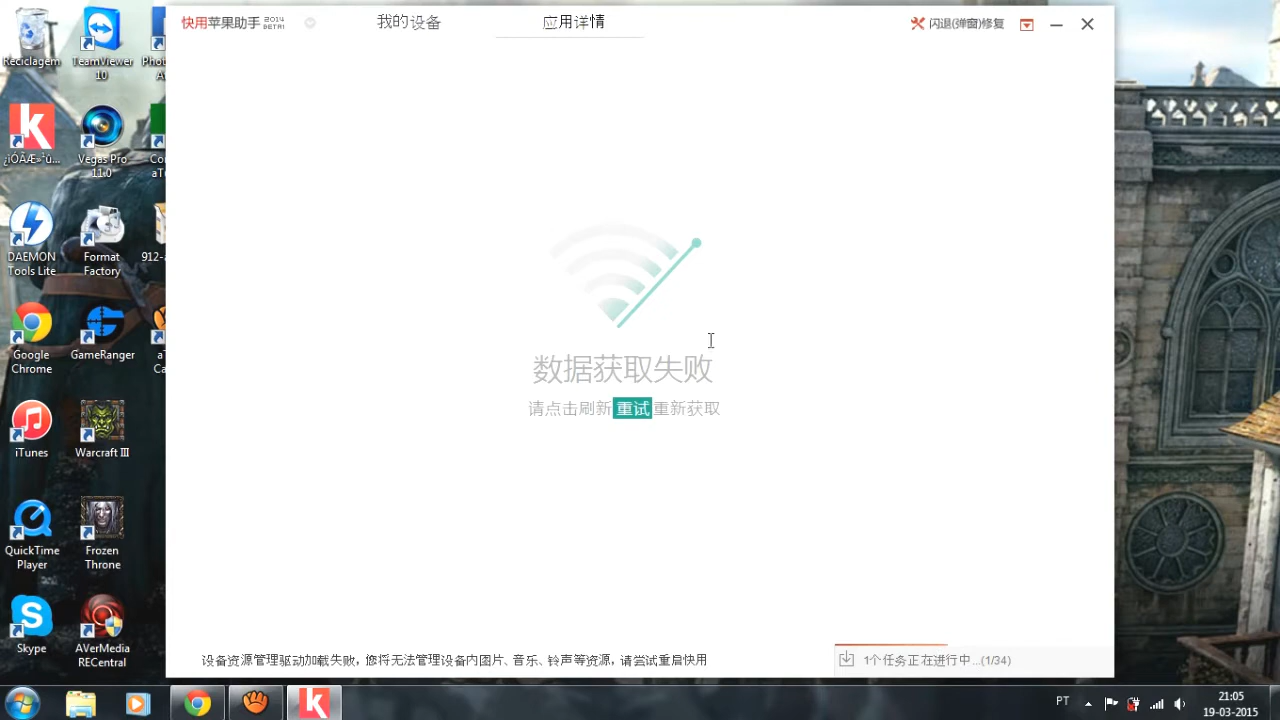 Reciclagem
TeamViewer
10
¿ìÓÃÆ»¹û...
Vegas Pro
11.0
DAEMON
Tools Lite
Format
Factory
Google
Chrome
GameRanger
iTunes
Warcraft III
QuickTime
Player
Frozen
Throne
Skype
AVerMedia
RECentral
快用苹果助手 2014
BETA1
我的设备
应用详情
闪退(弹窗)修复
数据获取失败
请点击刷新 重试 重新获取
设备资源管理驱动加载失败，您将无法管理设备内图片、音乐、铃声等资源，请尝试重启快用
1个任务正在进行中...(1/34)
PT
21:05
19-03-2015